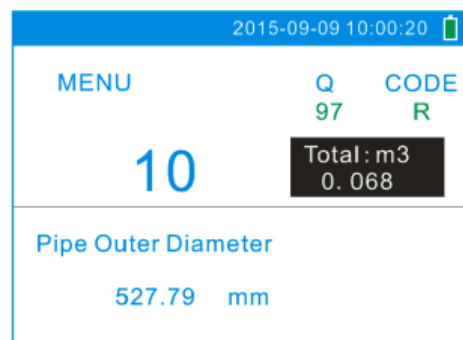 2015-09-09 10:00:20
MENU Q CODE
97 R
10 Total:m3
0.068
Pipe Outer Diameter
527.79 mm